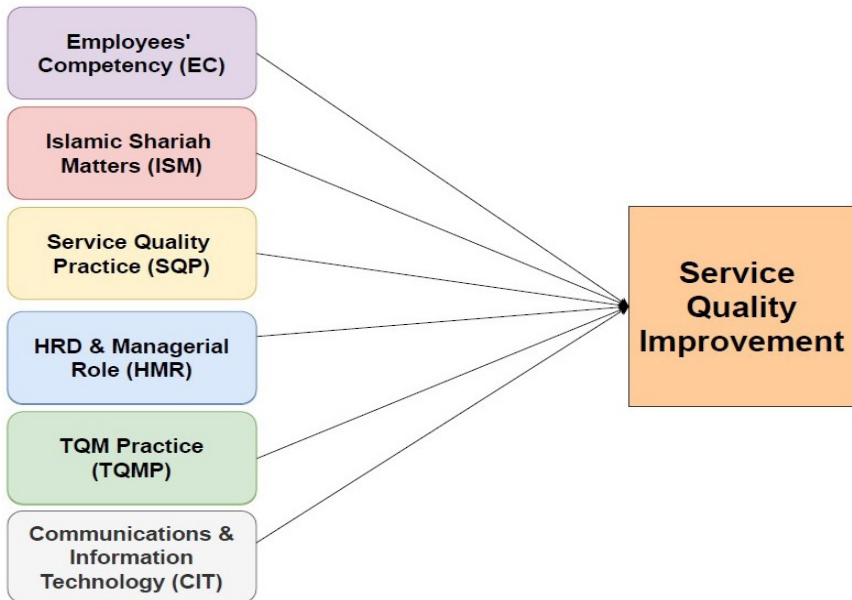 Employees'
Competency (EC)
Islamic Shariah
Matters (ISM)
Service Quality
Practice (SQP)
HRD & Managerial
Role (HMR)
TQM Practice
(TQMP)
Communications &
Information
Technology (CIT)
Service
Quality
Improvement